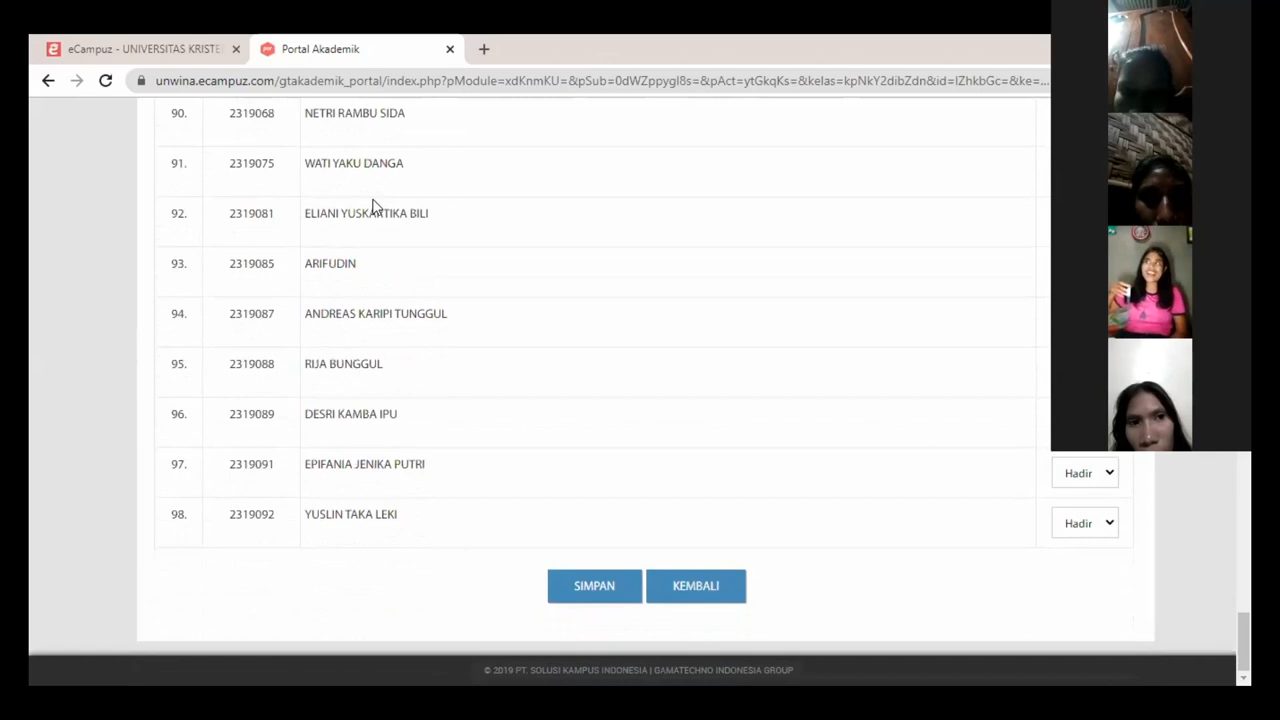 eCampuz - UNIVERSITAS KRISTE
Portal Akademik
unwina.ecampuz.com/gtakademik_portal/index.php?pModule=xdKnmKU=&pSub=0dWZppygl8s=&pAct=ytGkqKs=&kelas=kpNkY2dibZdn&id=lZhkbGc=&ke=...
90. 2319068 NETRI RAMBU SIDA
91. 2319075 WATI YAKU DANGA
92. 2319081 ELIANI YUSKARTIKA BILI
93. 2319085 ARIFUDIN
94. 2319087 ANDREAS KARIPI TUNGGUL
95. 2319088 RIJA BUNGGUL
96. 2319089 DESRI KAMBA IPU
97. 2319091 EPIFANIA JENIKA PUTRI Hadir
98. 2319092 YUSLIN TAKA LEKI Hadir
SIMPAN KEMBALI
© 2019 PT. SOLUSI KAMPUS INDONESIA | GAMATECHNO INDONESIA GROUP